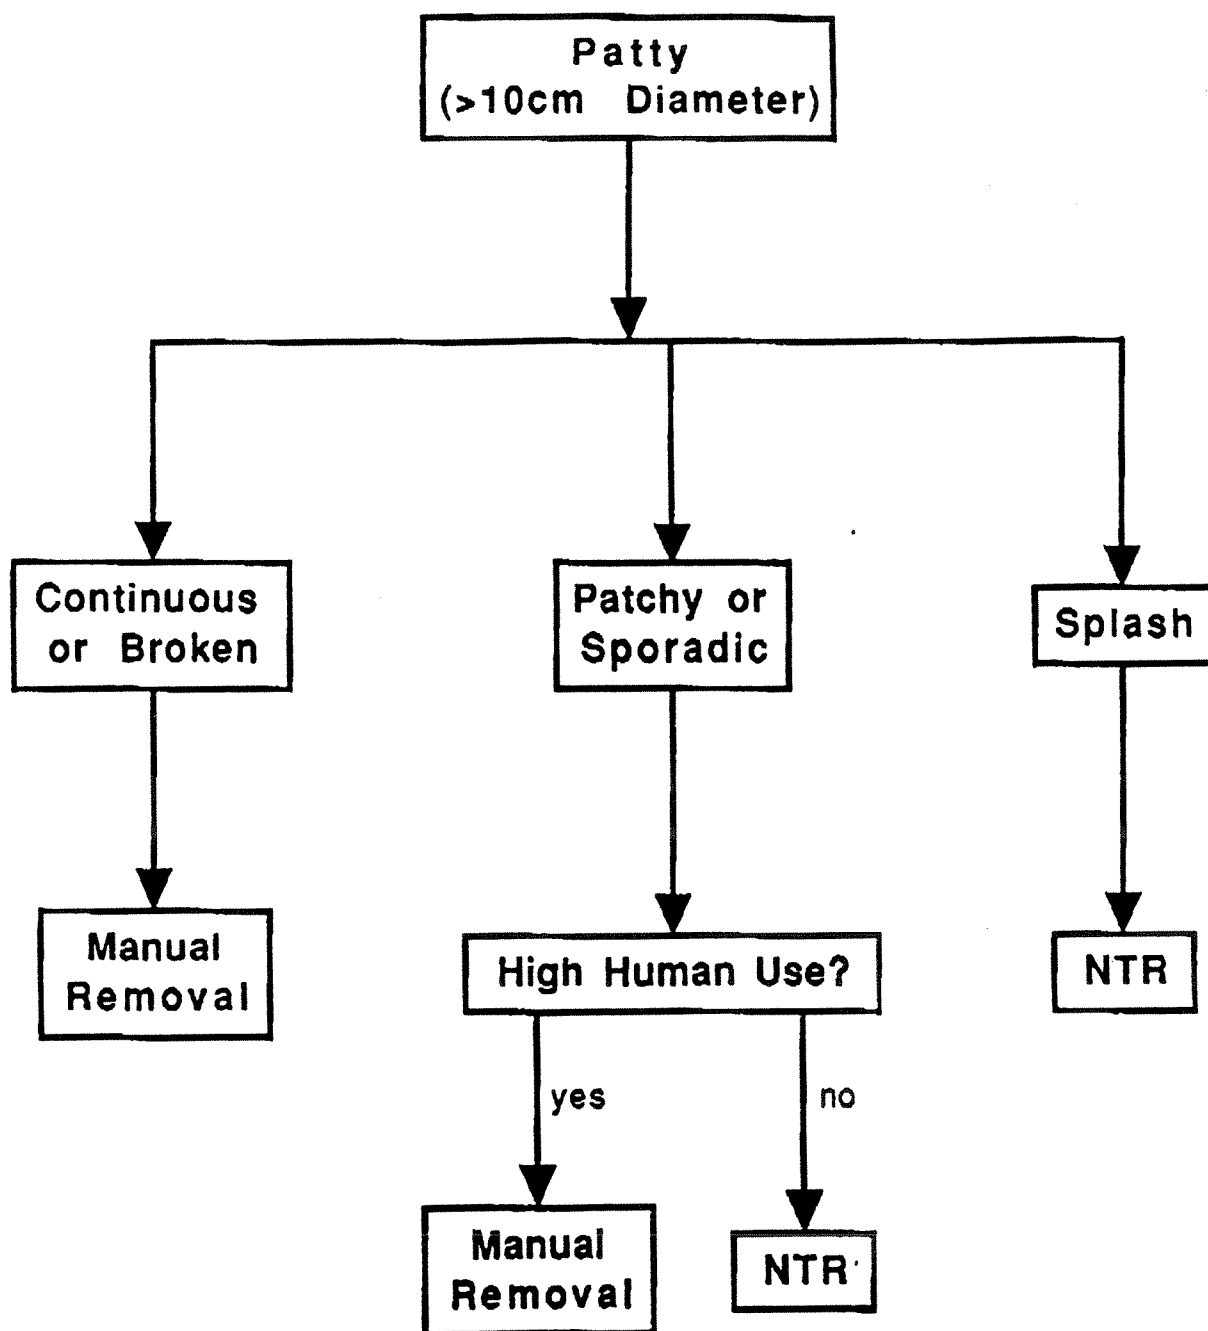 Patty
(>10cm Diameter)
Continuous
or Broken
Patchy or
Sporadic
Splash
Manual
Removal
High Human Use?
NTR
yes
no
Manual
Removal
NTR